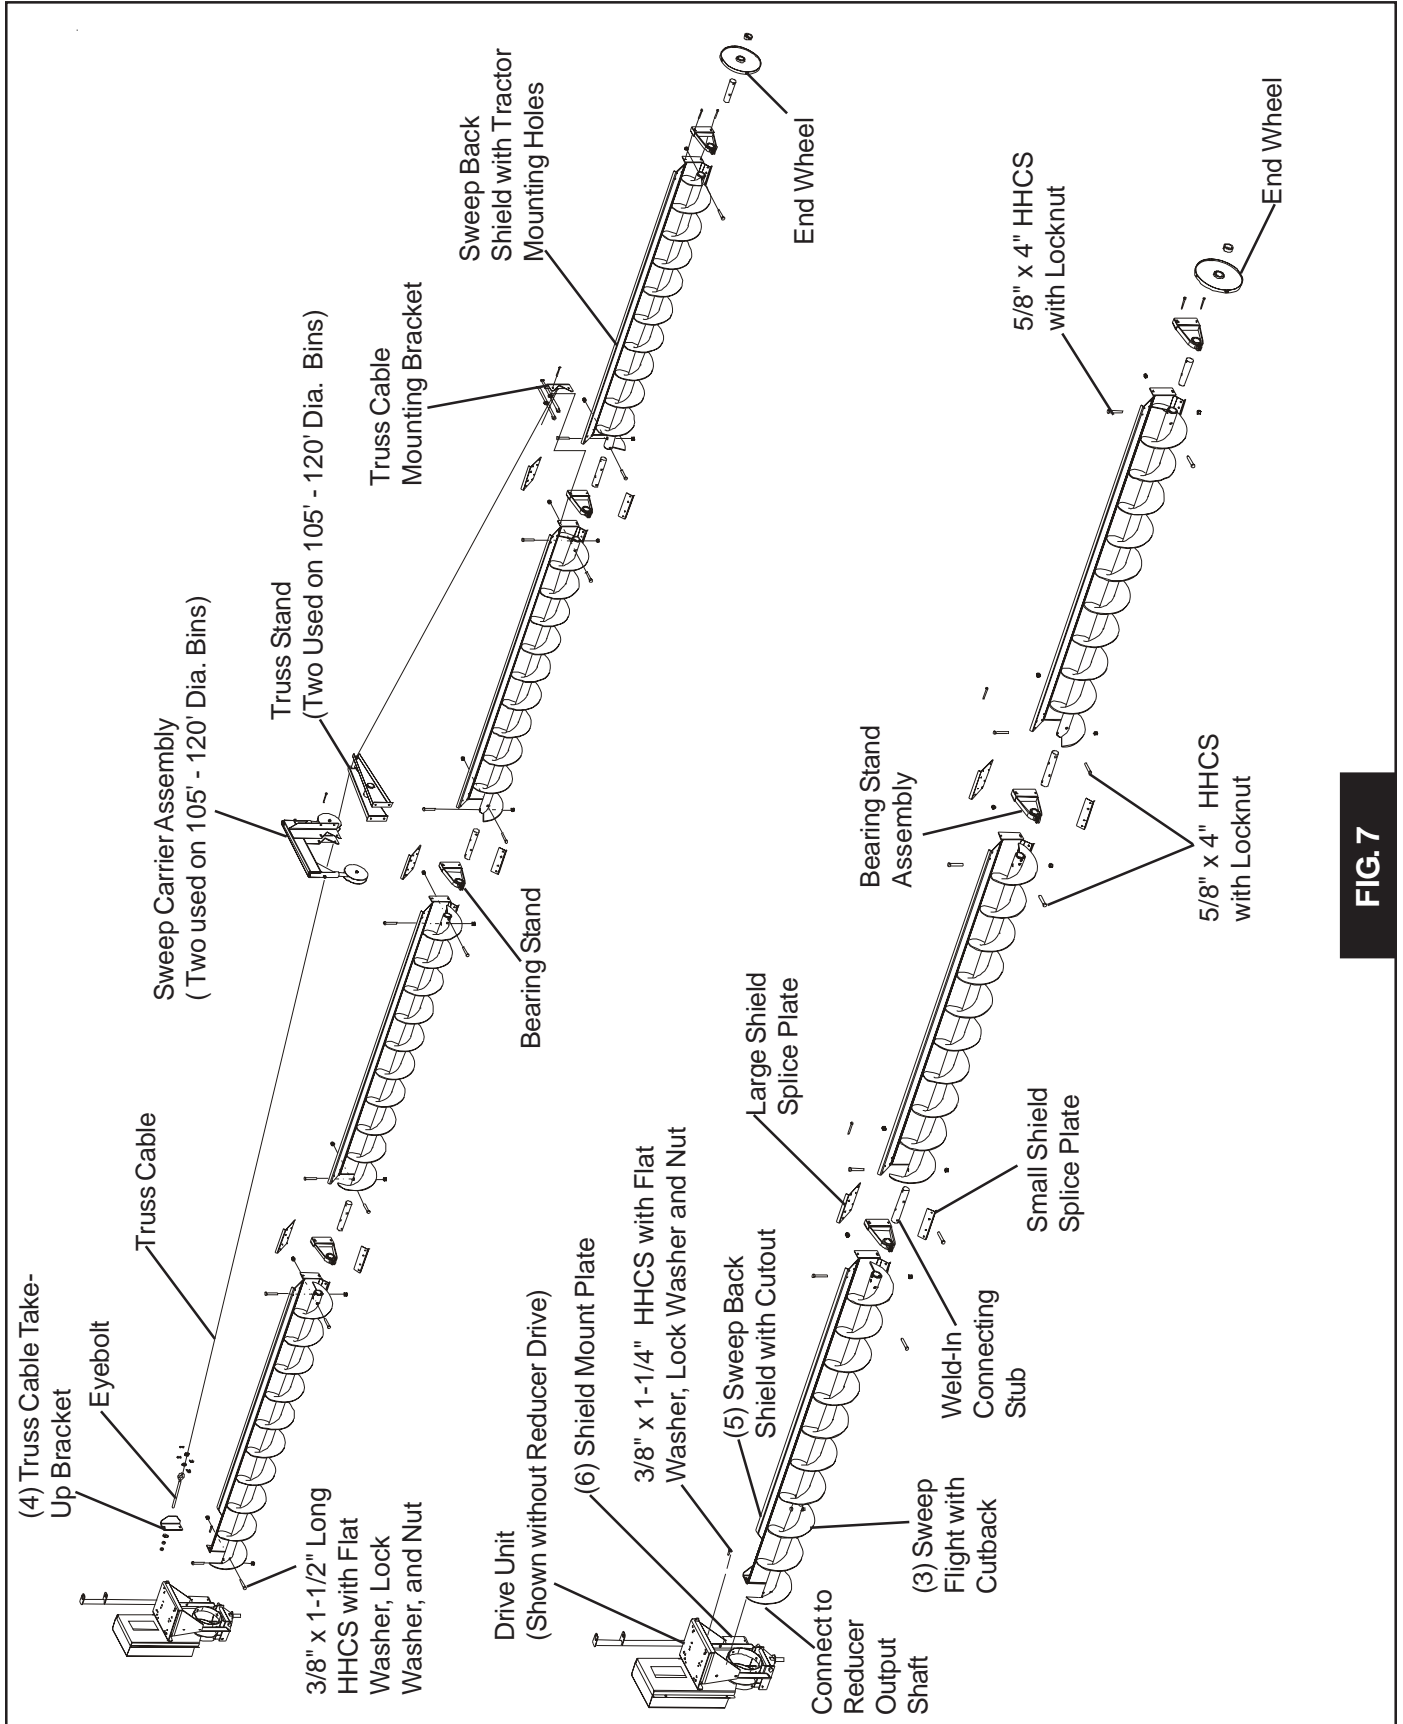 (4) Truss Cable Take-
Up Bracket
Eyebolt
Truss Cable
Sweep Carrier Assembly
( Two used on 105' - 120' Dia. Bins)
Truss Stand
(Two Used on 105' - 120' Dia. Bins)
Truss Cable
Mounting Bracket
Sweep Back
Shield with Tractor
Mounting Holes
End Wheel
3/8" x 1-1/2" Long
HHCS with Flat
Washer, Lock
Washer, and Nut
Bearing Stand
Drive Unit
(Shown without Reducer Drive)
(6) Shield Mount Plate
3/8" x 1-1/4" HHCS with Flat
Washer, Lock Washer and Nut
(5) Sweep Back
Shield with Cutout
Large Shield
Splice Plate
Bearing Stand
Assembly
5/8" x 4" HHCS
with Locknut
End Wheel
Connect to
Reducer
Output
Shaft
(3) Sweep
Flight with
Cutback
Weld-In
Connecting
Stub
Small Shield
Splice Plate
5/8" x 4" HHCS
with Locknut
FIG. 7